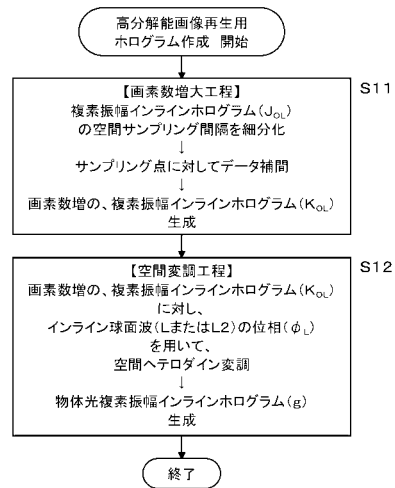 高分解能画像再生用
ホログラム作成 開始
S11
【画素数増大工程】
複素振幅インラインホログラム(JOL)
の空間サンプリング間隔を細分化
↓
サンプリング点に対してデータ補間
↓
画素数増の、複素振幅インラインホログラム(KOL)
生成
S12
【空間変調工程】
画素数増の、複素振幅インラインホログラム(KOL)
に対し、
インライン球面波(LまたはL2)の位相(φL)
を用いて、
空間ヘテロダイン変調
↓
物体光複素振幅インラインホログラム(g)
生成
終了